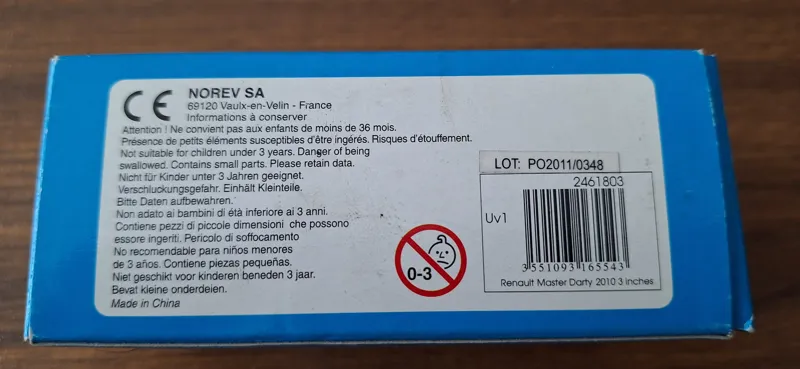 CE
NOREV SA
69120 Vaulx-en-Velin - France
Informations à conserver
Attention ! Ne convient pas aux enfants de moins de 36 mois.
Présence de petits éléments susceptibles d'être ingérés. Risques d'étouffement.
Not suitable for children under 3 years. Danger of being
swallowed. Contains small parts. Please retain data.
Nicht für Kinder unter 3 Jahren geeignet.
Verschluckungsgefahr. Einhält Kleinteile.
Bitte Daten aufbewahren.
Non adato ai bambini di étà inferiore ai 3 anni.
Contiene pezzi di piccole dimensioni che possono
essore ingeriti. Pericolo di soffocamento
No recomendable para niños menores
de 3 años. Contiene piezas pequeñas.
Niet geschikt voor kinderen beneden 3 jaar.
Bevat kleine onderdeien.
Made in China
0-3
LOT: PO2011/0348
2461803
Uv1
3 551093 165543
Renault Master Darty 2010 3 inches